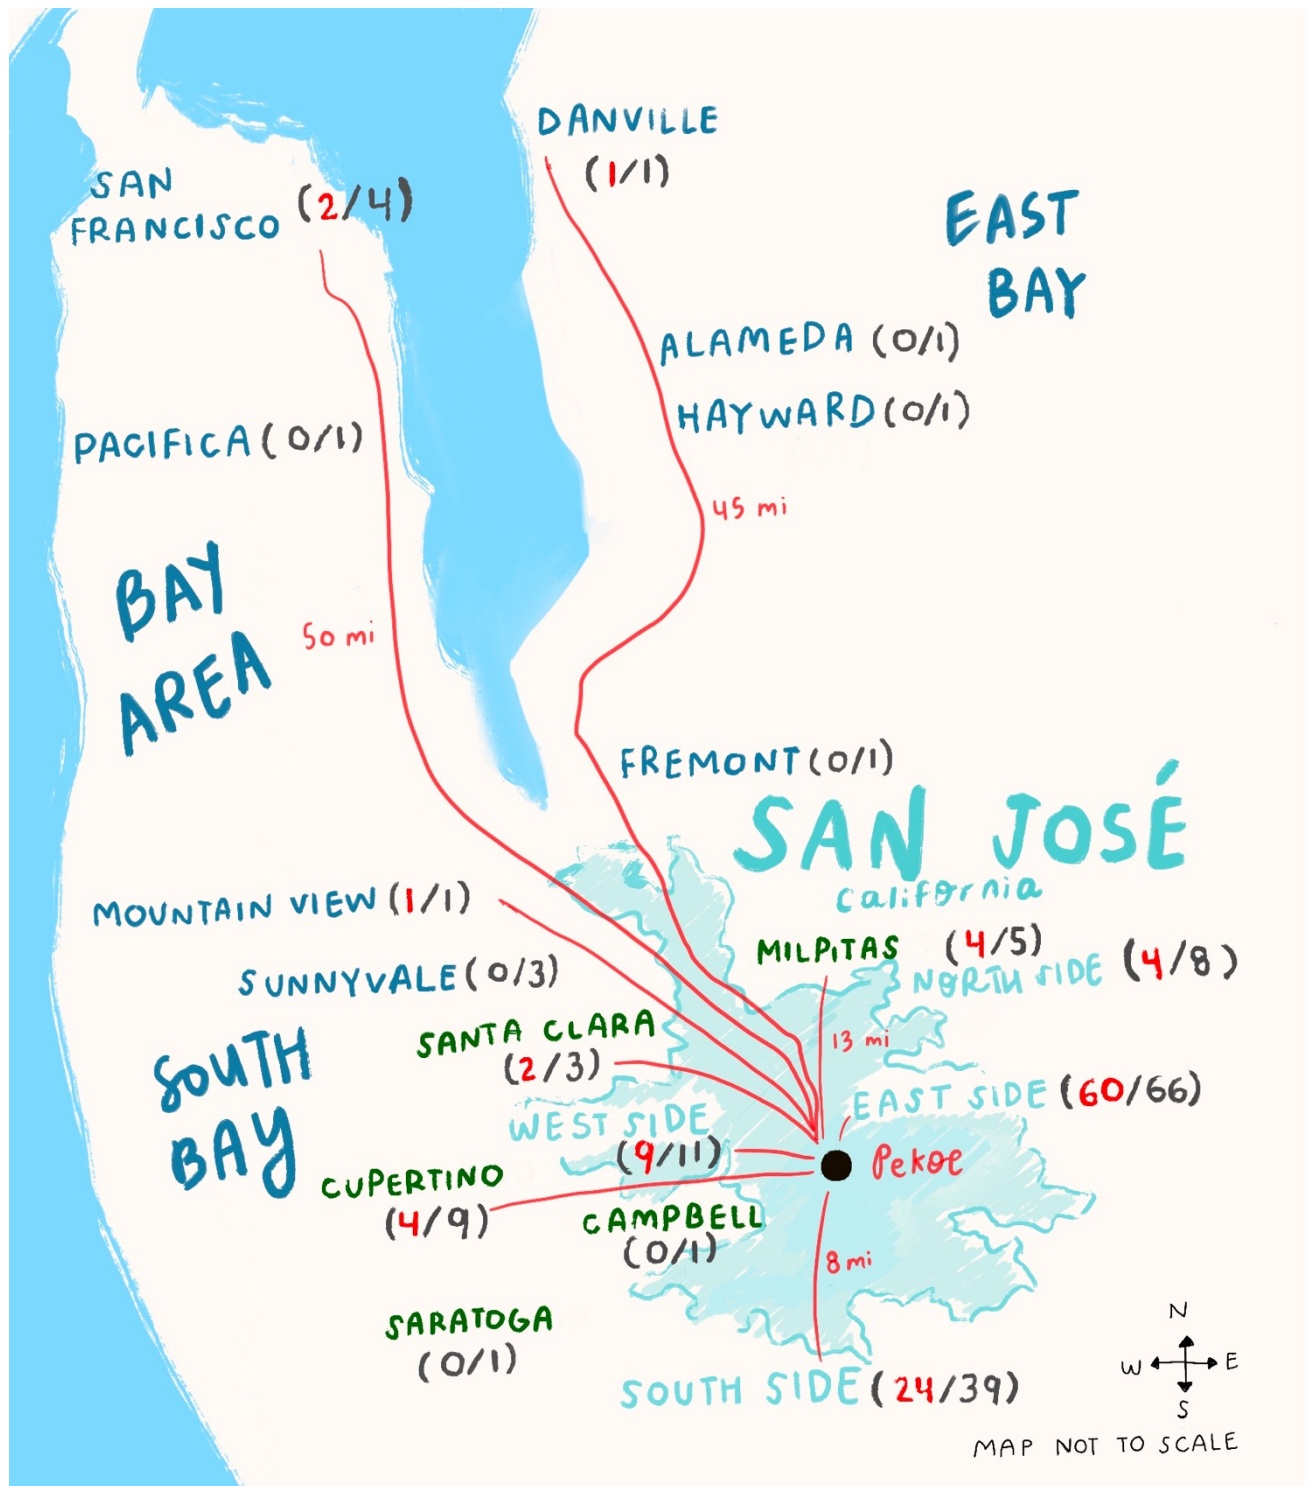 DANVILLE
(1/1)
SAN
FRANCISCO (2/4)
EAST
BAY
ALAMEDA (0/1)
HAYWARD (0/1)
PACIFICA (0/1)
45 mi
BAY
AREA
50 mi
FREMONT (0/1)
SAN JOSÉ
California
MOUNTAIN VIEW (1/1)
MILPITAS (4/5)
NORTH SIDE (4/8)
SUNNYVALE (0/3)
SANTA CLARA
(2/3)
13 mi
SOUTH
BAY
EAST SIDE (60/66)
WEST SIDE
(9/11)
Pekoe
CUPERTINO
(4/9)
CAMPBELL
(0/1)
8 mi
SARATOGA
(0/1)
SOUTH SIDE (24/39)
N
W E
S
MAP NOT TO SCALE